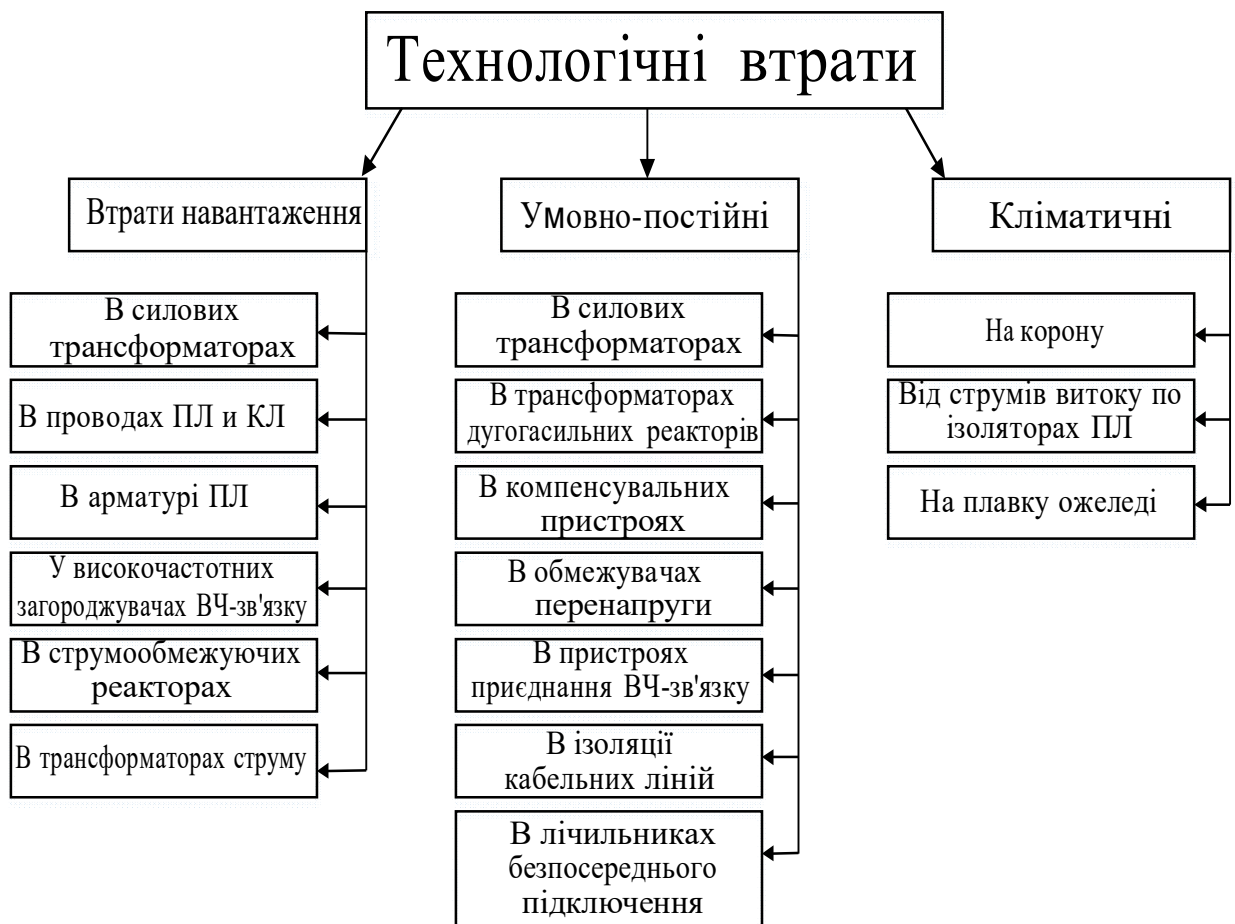 Технологічні втрати
Втрати навантаження
В силових
трансформаторах
В проводах ПЛ и КЛ
В арматурі ПЛ
У високочастотних
загороджувачах ВЧ-зв'язку
В струмообмежуючих
реакторах
В трансформаторах струму
Умовно-постійні
В силових
трансформаторах
В трансформаторах
дугогасильних реакторів
В компенсувальних
пристроях
В обмежувачах
перенапруги
В пристроях
приєднання ВЧ-зв'язку
В ізоляції
кабельних ліній
В лічильниках
безпосереднього
підключення
Кліматичні
На корону
Від струмів витоку по
ізоляторах ПЛ
На плавку ожеледі